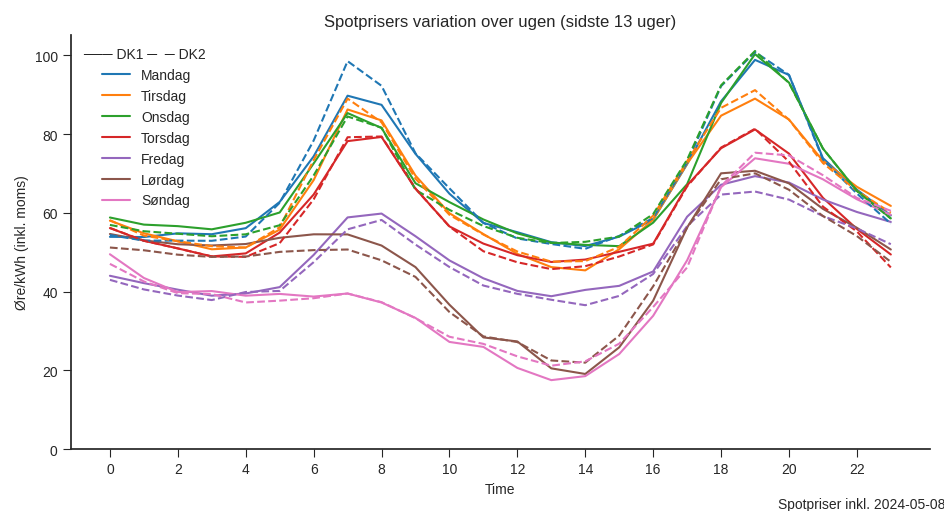 Spotprisers variation over ugen (sidste 13 uger)
DK1 DK2
Mandag
Tirsdag
Onsdag
Torsdag
Fredag
Lørdag
Søndag
Øre/kWh (inkl. moms)
100
80
60
40
20
0
0 2 4 6 8 10 12 14 16 18 20 22
Time
Spotpriser inkl. 2024-05-08